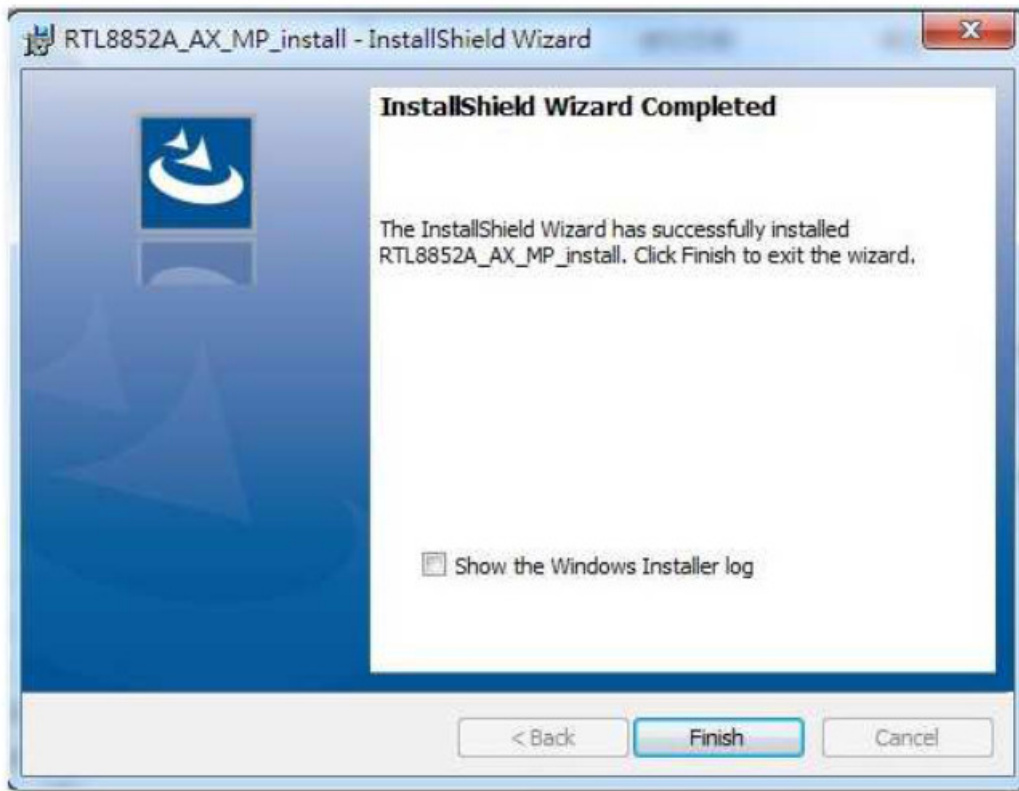 RTL8852A_AX_MP_install - InstallShield Wizard
InstallShield Wizard Completed
The InstallShield Wizard has successfully installed
RTL8852A_AX_MP_install. Click Finish to exit the wizard.
Show the Windows Installer log
< Back
Finish
Cancel